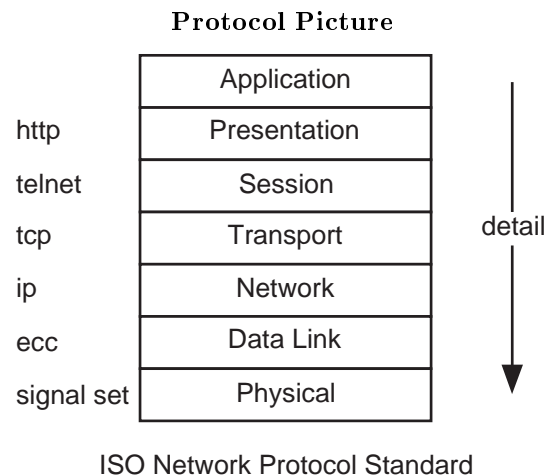 Protocol Picture
Application
http Presentation
telnet Session
tcp Transport
detail
ip Network
ecc Data Link
signal set Physical
ISO Network Protocol Standard